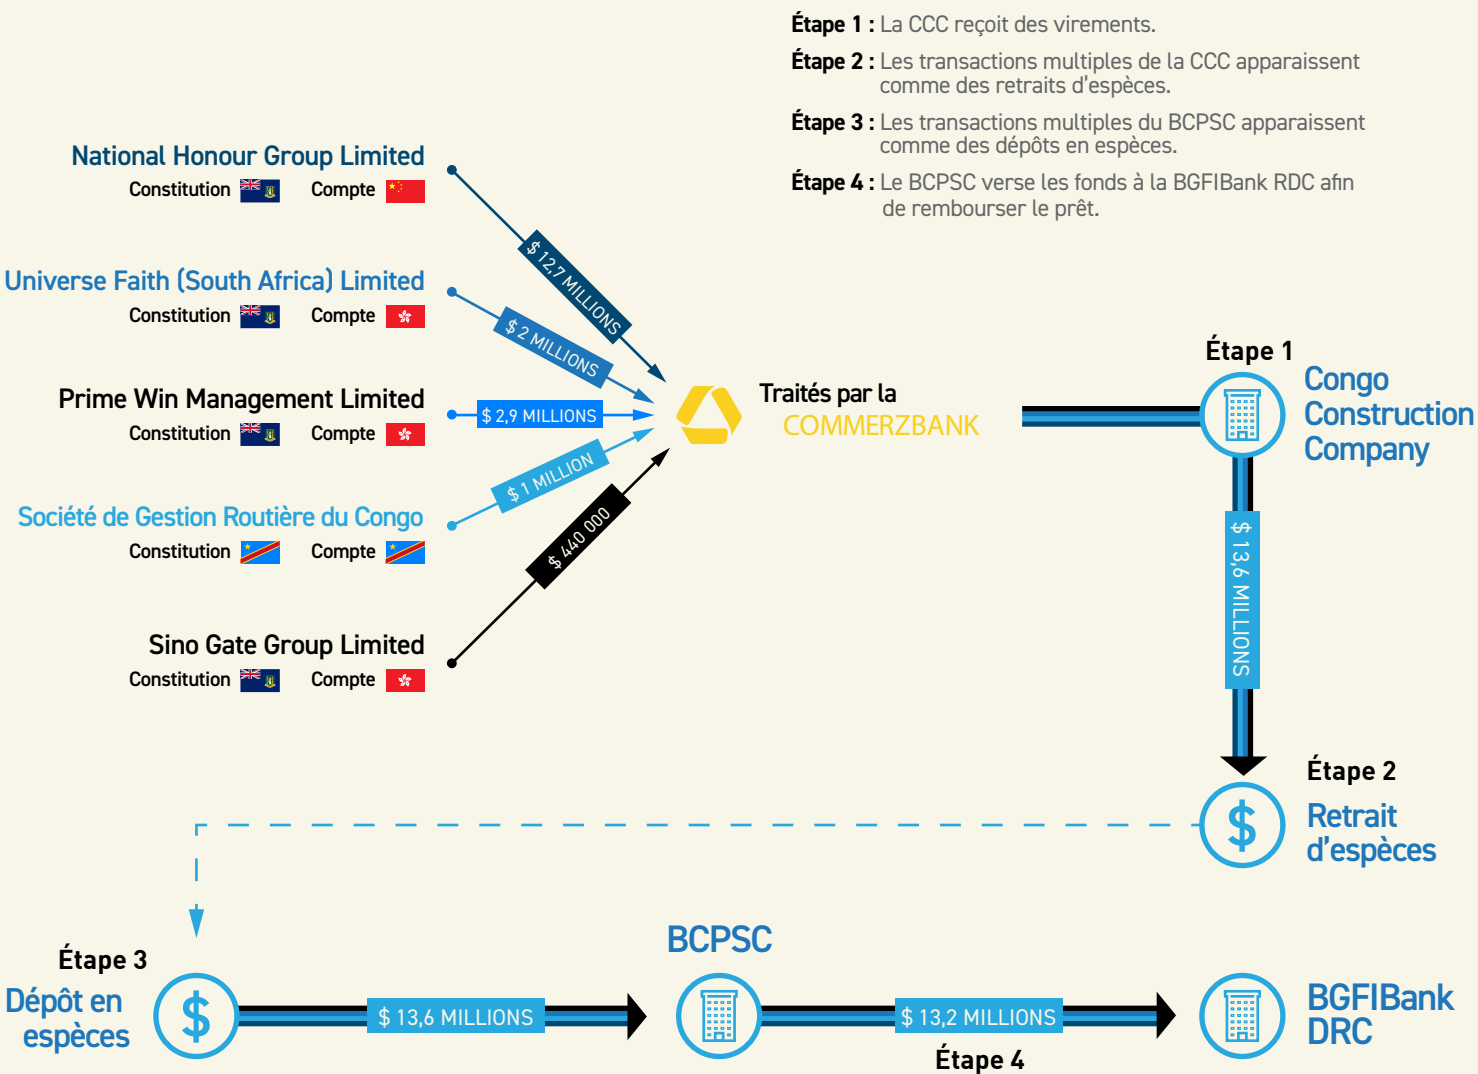 Étape 1 : La CCC reçoit des virements.
Étape 2 : Les transactions multiples de la CCC apparaissent
comme des retraits d’espèces.
Étape 3 : Les transactions multiples du BCPSC apparaissent
comme des dépôts en espèces.
Étape 4 : Le BCPSC verse les fonds à la BGFIBank RDC afin
de rembourser le prêt.
National Honour Group Limited
Constitution Compte
$ 12,7 MILLIONS
Universe Faith (South Africa) Limited
Constitution Compte
$ 2 MILLIONS
Prime Win Management Limited
Constitution Compte
$ 2,9 MILLIONS
Société de Gestion Routière du Congo
Constitution Compte
$ 1 MILLION
Sino Gate Group Limited
Constitution Compte
$ 440 000
Traités par la
COMMERZBANK
Étape 1
Congo
Construction
Company
$ 13,6 MILLIONS
Étape 2
$
Retrait
d’espèces
Étape 3
Dépôt en
espèces
$
$ 13,6 MILLIONS
BCPSC
$ 13,2 MILLIONS
Étape 4
BGFIBank
DRC